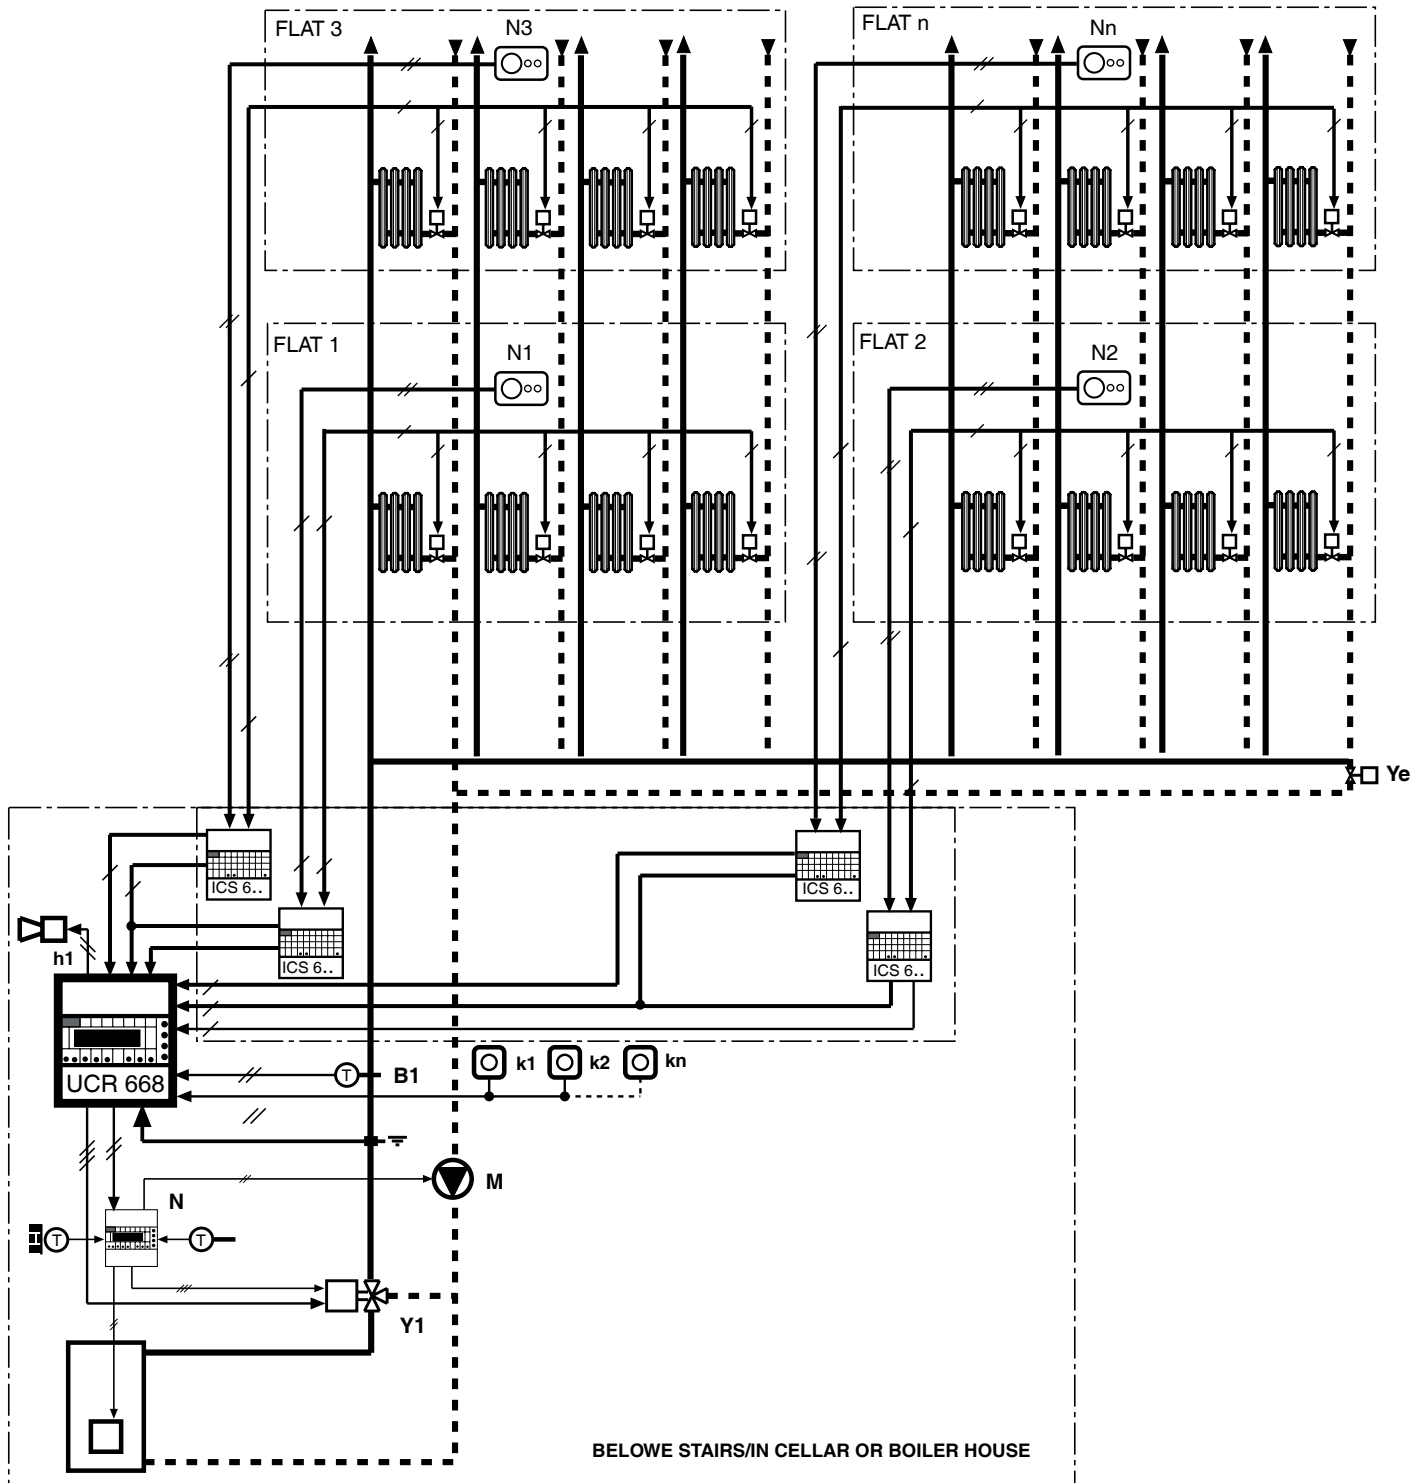 FLAT 3
N3
FLAT n
Nn
FLAT 1
N1
FLAT 2
N2
Ye
ICS 6..
ICS 6..
ICS 6..
ICS 6..
h1
UCR 668
T
B1
k1
k2
kn
M
N
T
T
Y1
BELOWE STAIRS/IN CELLAR OR BOILER HOUSE